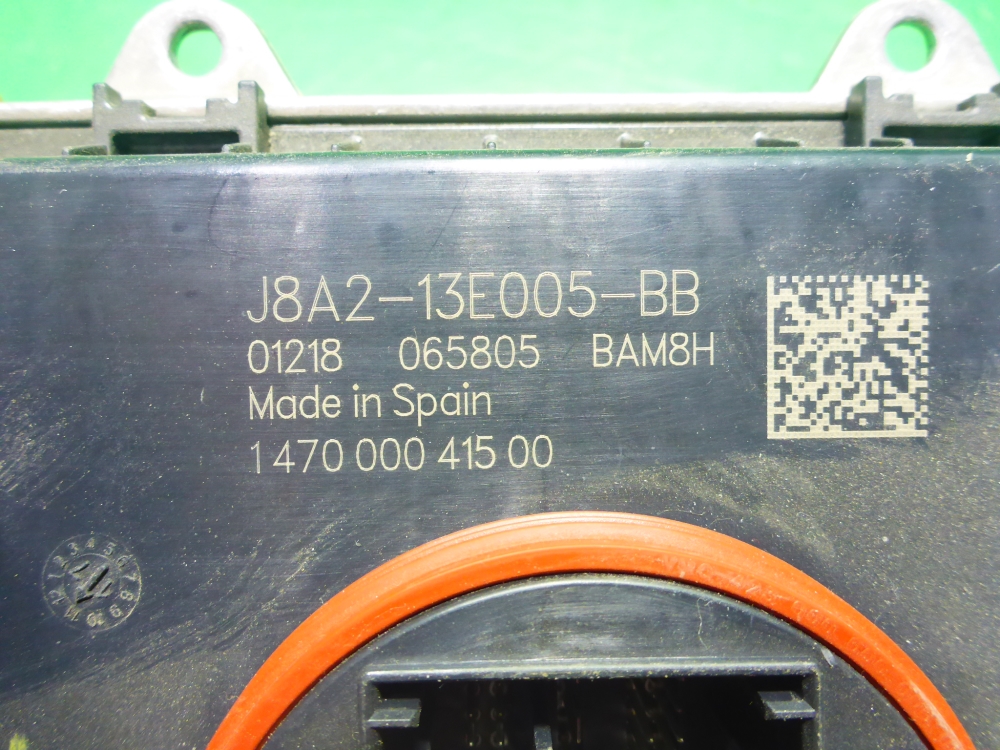 J8A2-13E005-BB
01218 065805 BAM8H
Made in Spain
1 470 000 415 00